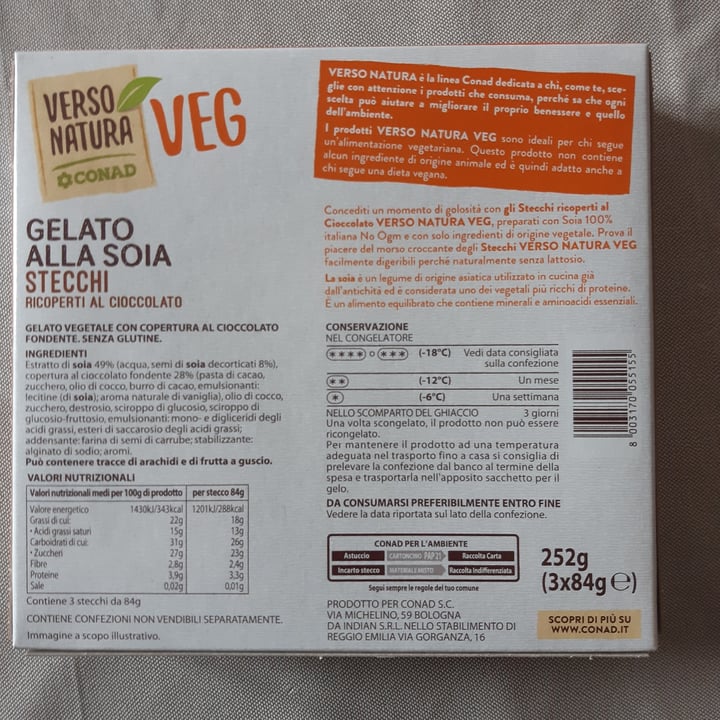 VERSO
NATURA
CONAD
VEG
VERSO NATURA è la linea Conad dedicata a chi, come te, sce-
glie con attenzione i prodotti che consuma, perché sa che ogni
scelta può aiutare a migliorare il proprio benessere e quello
dell'ambiente.
I prodotti VERSO NATURA VEG sono ideali per chi segue
un'alimentazione vegetariana. Questo prodotto non contiene
alcun ingrediente di origine animale ed è quindi adatto anche a
chi segue una dieta vegana.
GELATO
ALLA SOIA
STECCHI
RICOPERTI AL CIOCCOLATO
Concediti un momento di golosità con gli Stecchi ricoperti al
Cioccolato VERSO NATURA VEG, preparati con Soia 100%
italiana No Ogm e con solo ingredienti di origine vegetale. Prova il
piacere del morso croccante degli Stecchi VERSO NATURA VEG
facilmente digeribili perché naturalmente senza lattosio.
La soia è un legume di origine asiatica utilizzato in cucina già
dall'antichità ed è considerata uno dei vegetali più ricchi di proteine.
È un alimento equilibrato che contiene minerali e aminoacidi essenziali.
GELATO VEGETALE CON COPERTURA AL CIOCCOLATO
FONDENTE. SENZA GLUTINE.
INGREDIENTI
Estratto di soia 49% (acqua, semi di soia decorticati 8%),
copertura al cioccolato fondente 28% (pasta di cacao,
zucchero, olio di cocco, burro di cacao, emulsionanti:
lecitine (di soia); aroma naturale di vaniglia), olio di cocco,
zucchero, destrosio, sciroppo di glucosio, sciroppo di
glucosio-fruttosio, emulsionanti: mono- e digliceridi degli
acidi grassi, esteri di saccarosio degli acidi grassi;
addensante: farina di semi di carrube; stabilizzante:
alginato di sodio; aromi.
Può contenere tracce di arachidi e di frutta a guscio.
VALORI NUTRIZIONALI
Valori nutrizionali medi per 100g di prodotto per stecco 84g
Valore energetico 1430kJ/343kcal 1201kJ/288kcal
Grassi di cui: 22g 18g
• Acidi grassi saturi 15g 13g
Carboidrati di cui: 31g 26g
• Zuccheri 27g 23g
Fibre 2,8g 2,4g
Proteine 3,9g 3,3g
Sale 0,02g 0,01g
Contiene 3 stecchi da 84g
CONTIENE CONFEZIONI NON VENDIBILI SEPARATAMENTE.
Immagine a scopo illustrativo.
CONSERVAZIONE
NEL CONGELATORE
**** o *** (-18°C) Vedi data consigliata
sulla confezione
** (-12°C) Un mese
* (-6°C) Una settimana
NELLO SCOMPARTO DEL GHIACCIO 3 giorni
Una volta scongelato, il prodotto non può essere
ricongelato.
Per mantenere il prodotto ad una temperatura
adeguata nel trasporto fino a casa si consiglia di
prelevare la confezione dal banco al termine della
spesa e trasportarla nell'apposito sacchetto per il
gelo.
DA CONSUMARSI PREFERIBILMENTE ENTRO FINE
Vedere la data riportata sul lato della confezione.
8 003170 055155
CONAD PER L'AMBIENTE
Astuccio CARTONCINO PAP 21 Raccolta Carta
Incarto stecco MATERIALE MISTO Raccolta Indifferenziata
Segui sempre le regole del tuo comune
252g
(3x84g ℮)
PRODOTTO PER CONAD S.C.
VIA MICHELINO, 59 BOLOGNA
DA INDIAN S.R.L. NELLO STABILIMENTO DI
REGGIO EMILIA VIA GORGANZA, 16
SCOPRI DI PIÙ SU
WWW.CONAD.IT